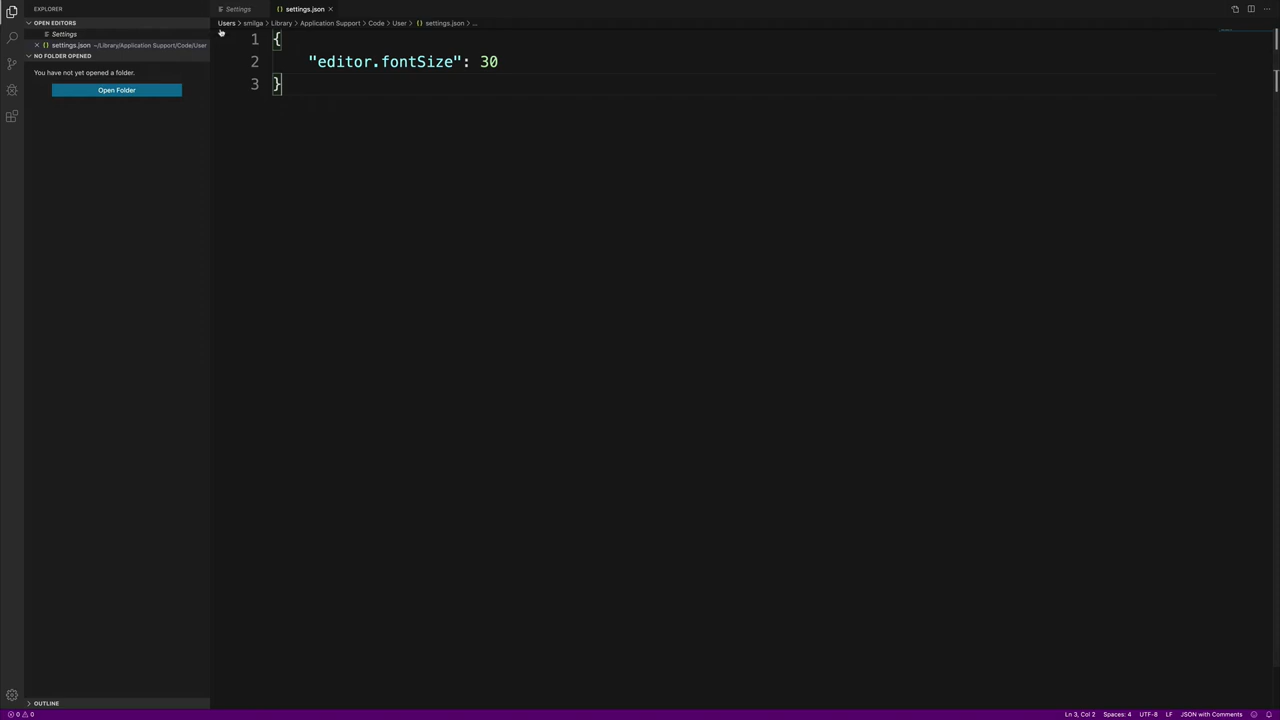 EXPLORER
OPEN EDITORS
Settings
settings.json ~/Library/Application Support/Code/User
NO FOLDER OPENED
You have not yet opened a folder.
Open Folder
OUTLINE
Settings settings.json
Users > smilga > Library > Application Support > Code > User > settings.json > ...
1 {
2 "editor.fontSize": 30
3 }
0 0 Ln 3, Col 2 Spaces: 4 UTF-8 LF JSON with Comments